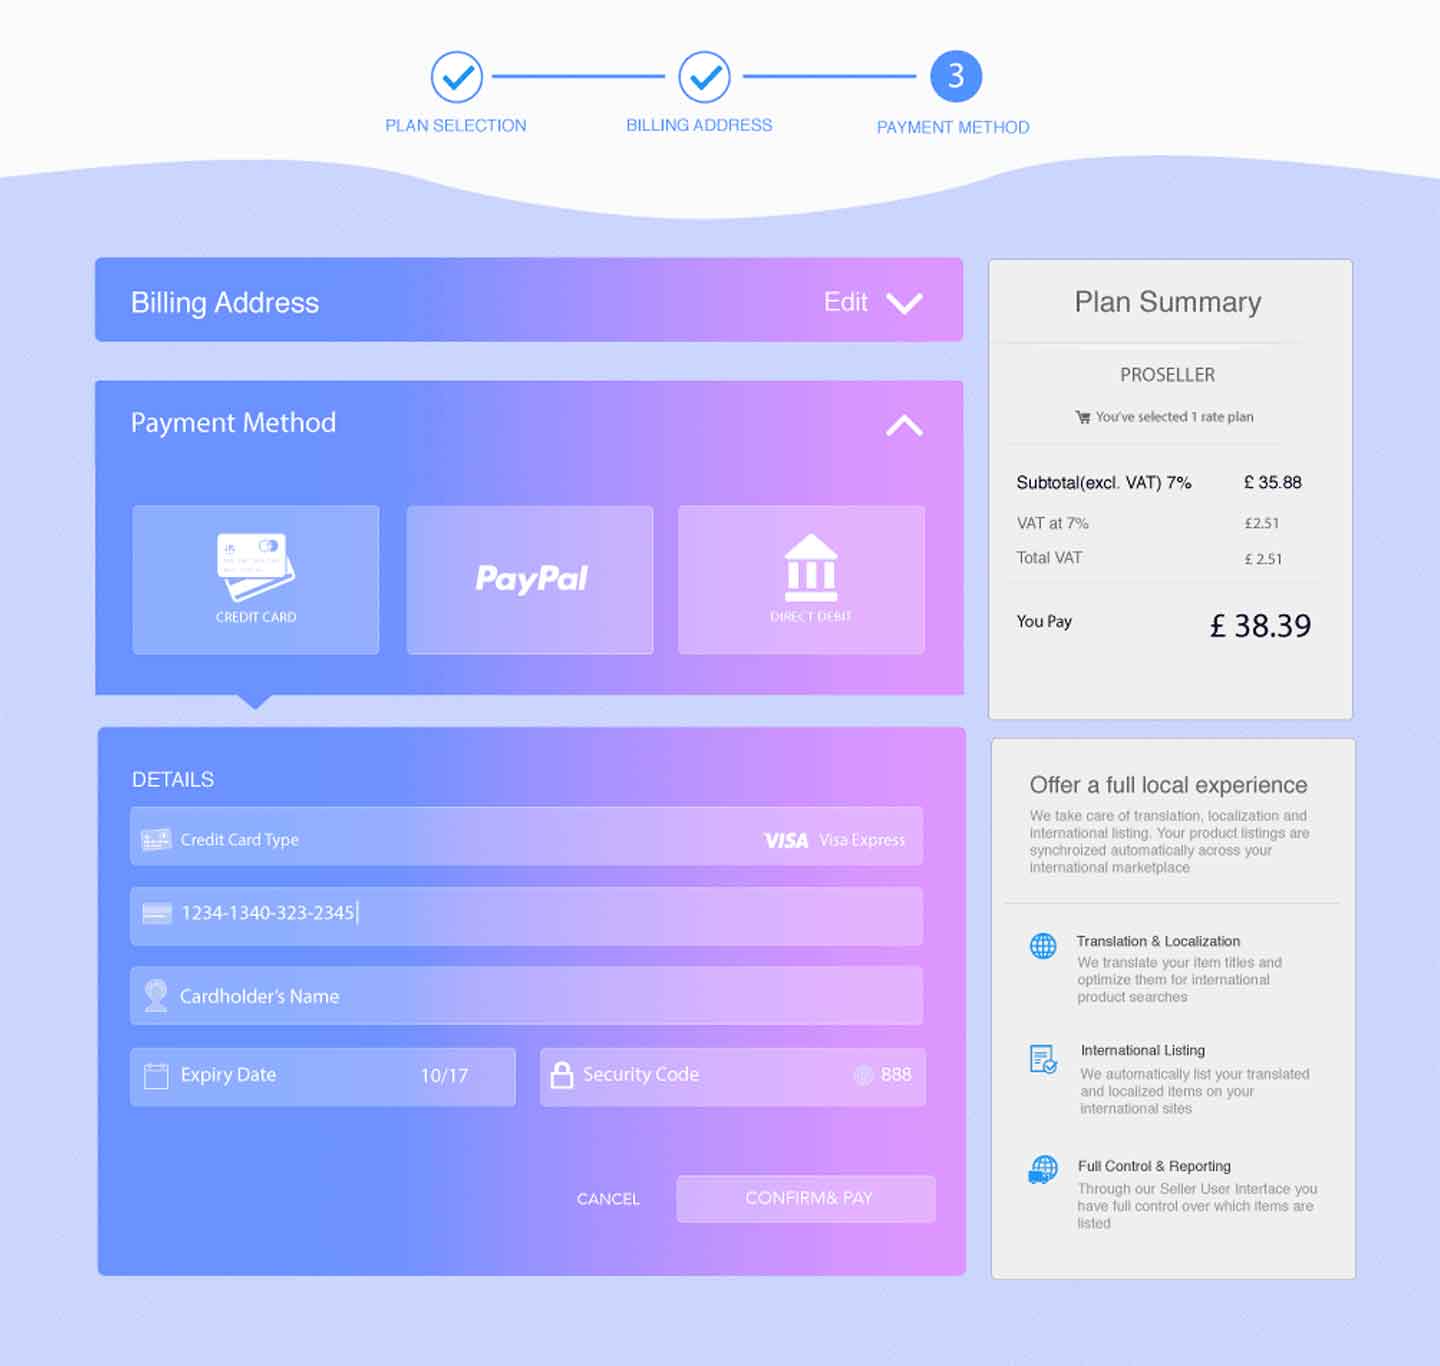 3
PLAN SELECTION
BILLING ADDRESS
PAYMENT METHOD
Billing Address
Edit
Payment Method
CREDIT CARD
PayPal
DIRECT DEBIT
DETAILS
Credit Card Type
VISA Visa Express
1234-1340-323-2345
Cardholder's Name
Expiry Date 10/17
Security Code 888
CANCEL
CONFIRM& PAY
Plan Summary
PROSELLER
You've selected 1 rate plan
Subtotal(excl. VAT) 7% £ 35.88
VAT at 7% £2.51
Total VAT £ 2.51
You Pay £ 38.39
Offer a full local experience
We take care of translation, localization and
international listing. Your product listings are
synchroized automatically across your
international marketplace
Translation & Localization
We translate your item titles and
optimize them for international
product searches
International Listing
We automatically list your translated
and localized items on your
international sites
Full Control & Reporting
Through our Seller User Interface you
have full control over which items are
listed